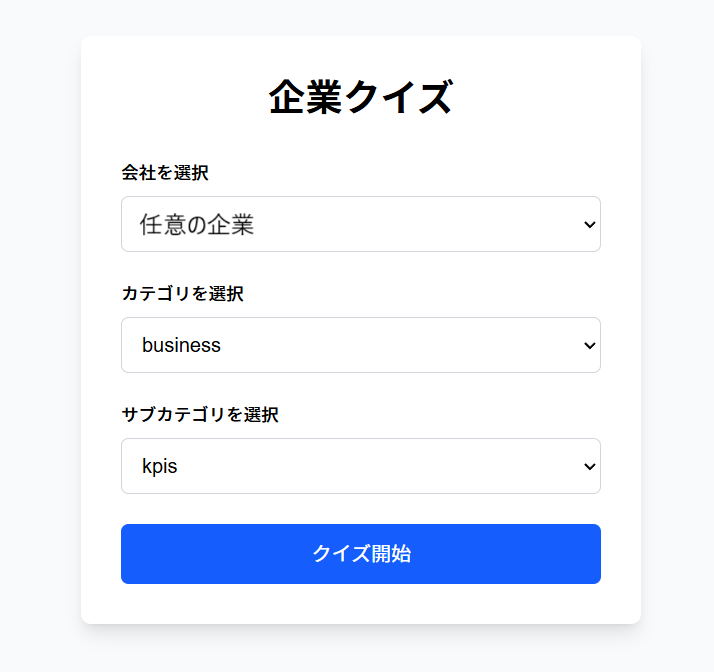 企業クイズ
会社を選択
任意の企業
カテゴリを選択
business
サブカテゴリを選択
kpis
クイズ開始